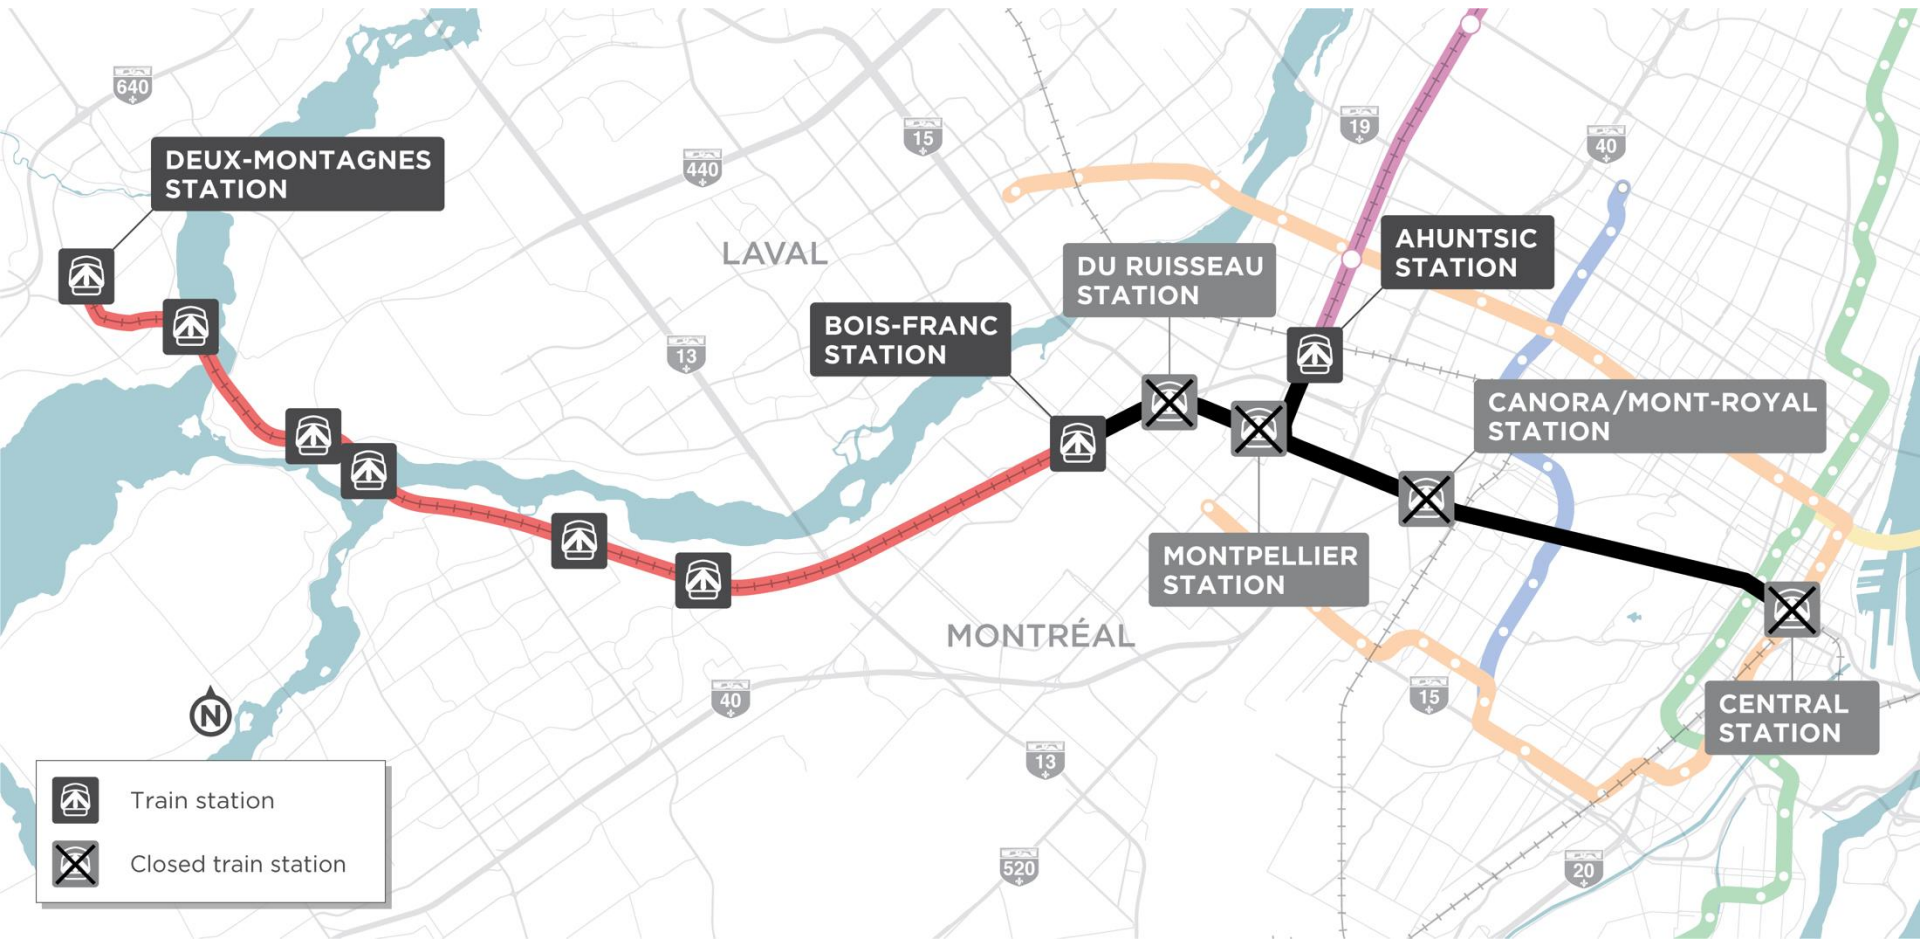 640
15
19
40
440
DEUX-MONTAGNES
STATION
LAVAL
AHUNTSIC
STATION
DU RUISSEAU
STATION
BOIS-FRANC
STATION
13
CANORA/MONT-ROYAL
STATION
MONTPELLIER
STATION
MONTRÉAL
40
15
CENTRAL
STATION
N
13
520
20
Train station
Closed train station